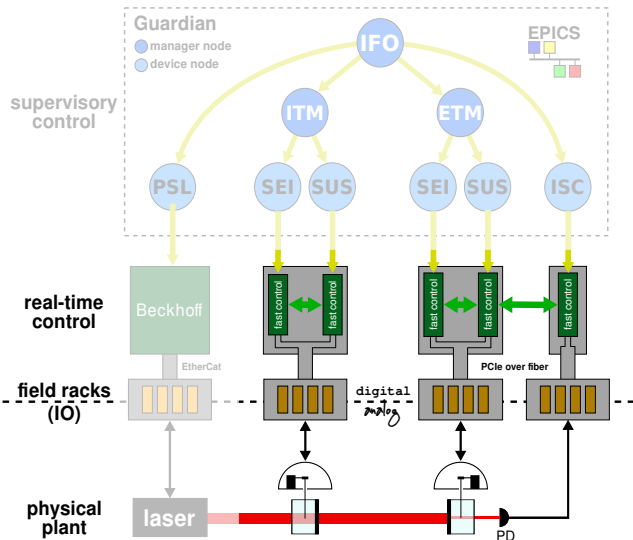 Guardian
manager node
device node
EPICS
IFO
supervisory
control
ITM
ETM
PSL
SEI
SUS
SEI
SUS
ISC
real-time
control
Beckhoff
fast control
fast control
fast control
fast control
fast control
EtherCat
PCIe over fiber
field racks
(IO)
digital
analog
physical
plant
laser
PD